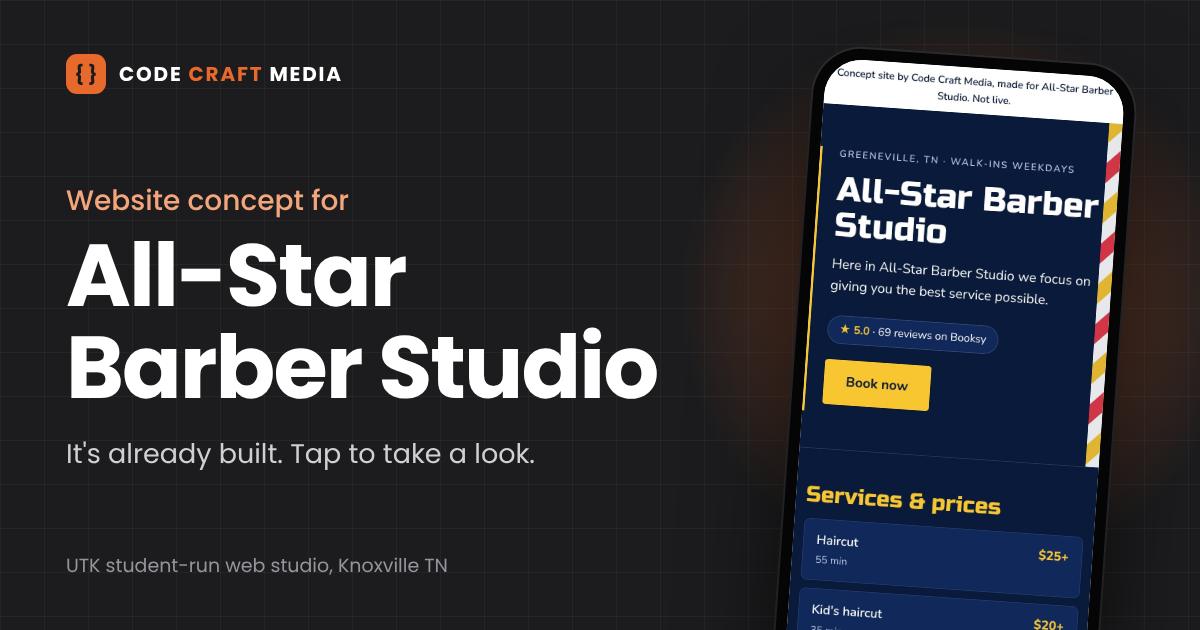 { } CODE CRAFT MEDIA
Website concept for
All-Star
Barber Studio
It's already built. Tap to take a look.
UTK student-run web studio, Knoxville TN
Concept site by Code Craft Media, made for All-Star Barber
Studio. Not live.
GREENEVILLE, TN · WALK-INS WEEKDAYS
All-Star Barber
Studio
Here in All-Star Barber Studio we focus on
giving you the best service possible.
★ 5.0 · 69 reviews on Booksy
Book now
Services & prices
Haircut
$25+
55 min
Kid's haircut
$20+